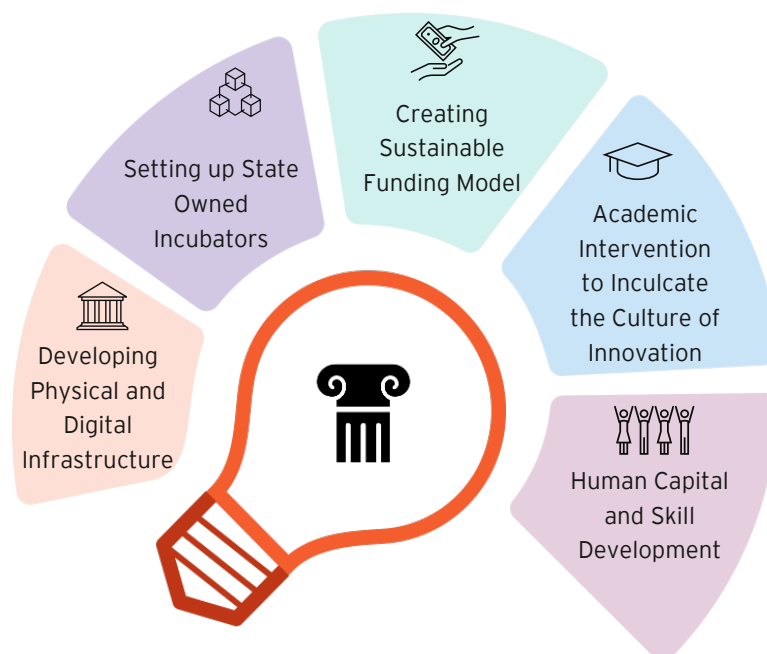 Developing
Physical and
Digital
Infrastructure
Setting up State
Owned
Incubators
Creating
Sustainable
Funding Model
Academic
Intervention
to Inculcate
the Culture of
Innovation
Human Capital
and Skill
Development